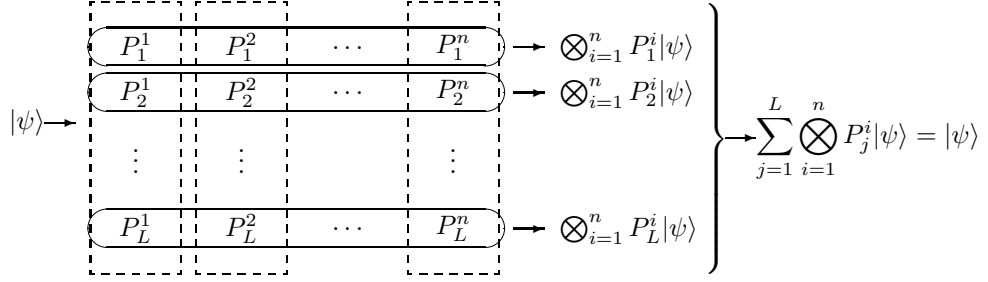 P_1^1 P_1^2 ⋯ P_1^n → ⨂_{i=1}^n P_1^i|ψ⟩
P_2^1 P_2^2 ⋯ P_2^n → ⨂_{i=1}^n P_2^i|ψ⟩
|ψ⟩ → ⋮ ⋮ → ∑_{j=1}^L ⨂_{i=1}^n P_j^i|ψ⟩ = |ψ⟩
P_L^1 P_L^2 ⋯ P_L^n → ⨂_{i=1}^n P_L^i|ψ⟩